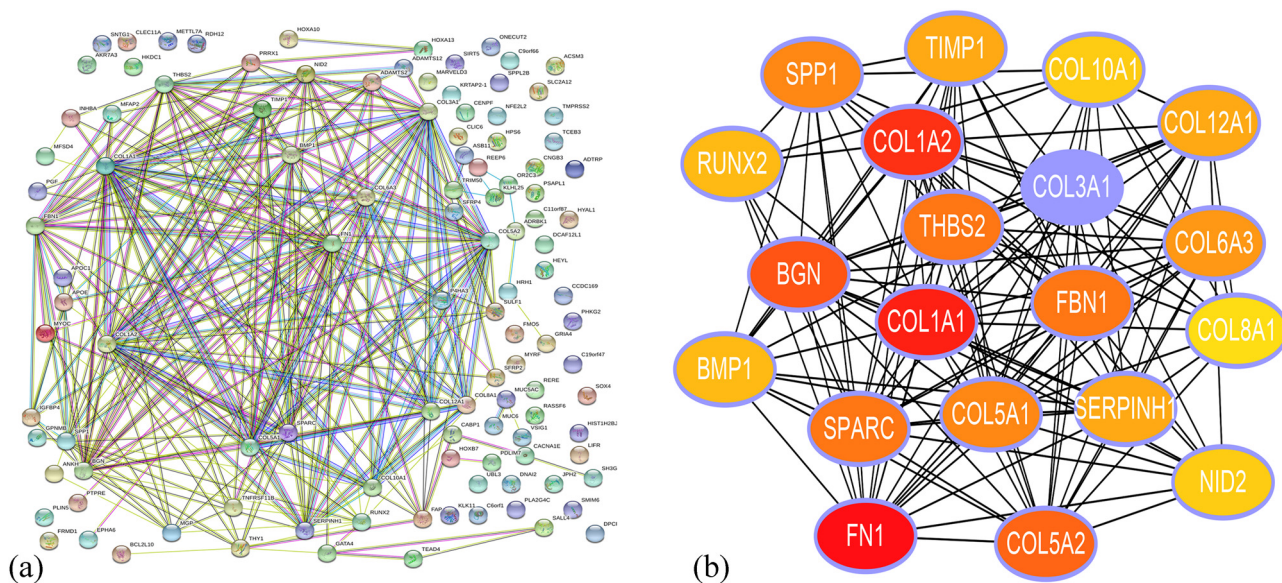 SNTG1
CLEC11A
METTL7A
RDH12
AKR7A3
HKDC1
HOXA10
HOXA13
ADAMTS12
SIRT5
ONECUT2
C9orf66
ACSM3
PRRX1
NID2
ADAMTS2
MARVELD3
SPPL2B
SLC2A12
THBS2
TIMP1
COL3A1
KRTAP2-1
CENPF
NFE2L2
TMPRSS2
INHBA
MFAP2
CLIC6
HPS6
TCEB3
BMP1
ASB11
MFSD4
COL1A1
REEP6
CNGB3
ADTRP
OR2C3
PGF
COL6A3
TRIM50
KLHL25
PSAPL1
SFRP4
C11orf87
HYAL1
FBN1
FN1
COL5A2
ADRBK1
DCAF12L1
HEYL
APOC1
APOE
P4HA3
HRH1
CCDC169
SULF1
PHKG2
MYOC
FMO5
GRIA4
COL1A2
MYRF
C19orf47
SFRP2
SOX4
MUC5AC
RERE
COL12A1
COL8A1
RASSF6
IGFBP4
MUC6
SPP1
SPARC
CABP1
VSIG1
GPNMB
COL5A1
CACNA1E
LIFR
BGN
HOXB7
PDLIM7
ANKH
UBL3
DNAI2
JPH2
SH3G
COL10A1
PTPRE
TNFRSF11B
PLIN5
RUNX2
FAP
KLK11
C6orf1
PLA2G4C
SMIM6
SERPINH1
MGP
SALL4
FRMD1
EPHA6
THY1
GATA4
BCL2L10
TEAD4
(a)
TIMP1
SPP1
COL10A1
COL12A1
COL1A2
RUNX2
COL3A1
THBS2
COL6A3
BGN
FBN1
COL1A1
COL8A1
BMP1
COL5A1
SERPINH1
SPARC
NID2
FN1
COL5A2
(b)